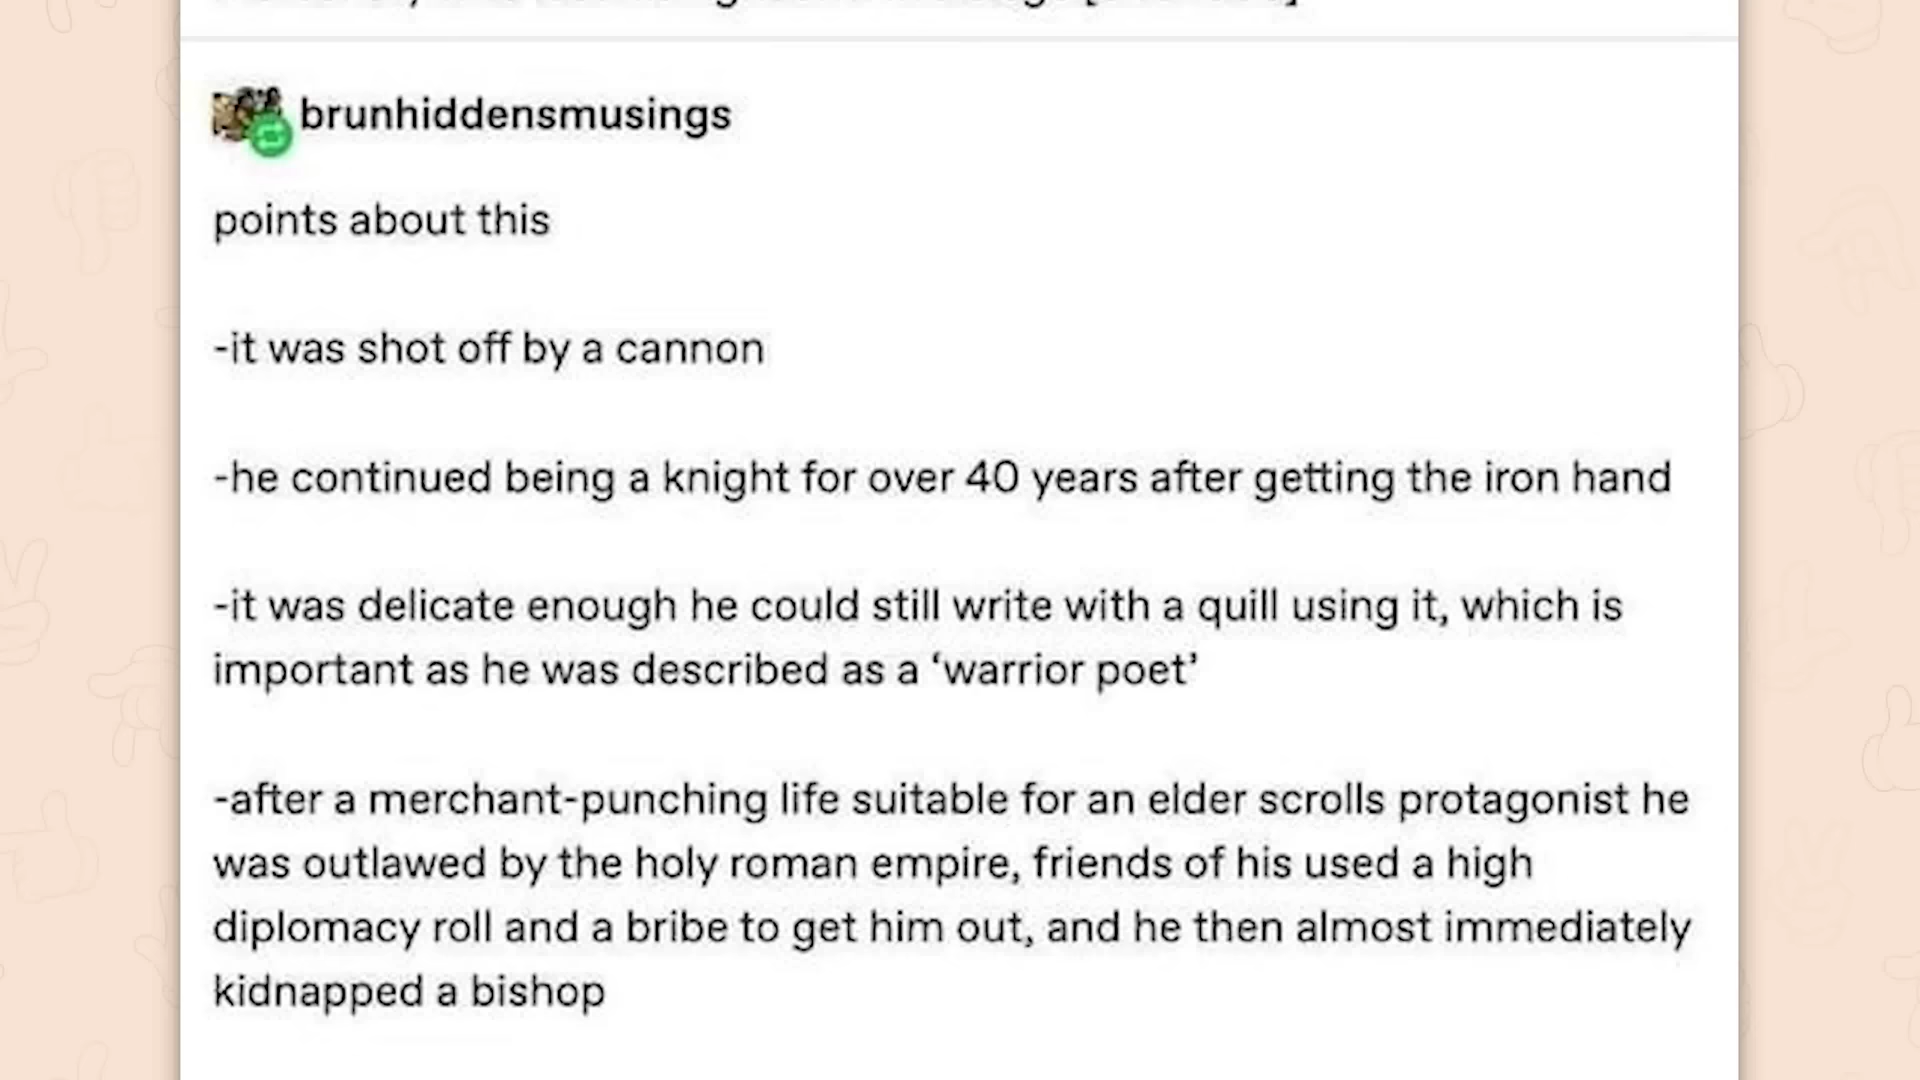 brunhiddensmusings
points about this
-it was shot off by a cannon
-he continued being a knight for over 40 years after getting the iron hand
-it was delicate enough he could still write with a quill using it, which is
important as he was described as a ‘warrior poet’
-after a merchant-punching life suitable for an elder scrolls protagonist he
was outlawed by the holy roman empire, friends of his used a high
diplomacy roll and a bribe to get him out, and he then almost immediately
kidnapped a bishop